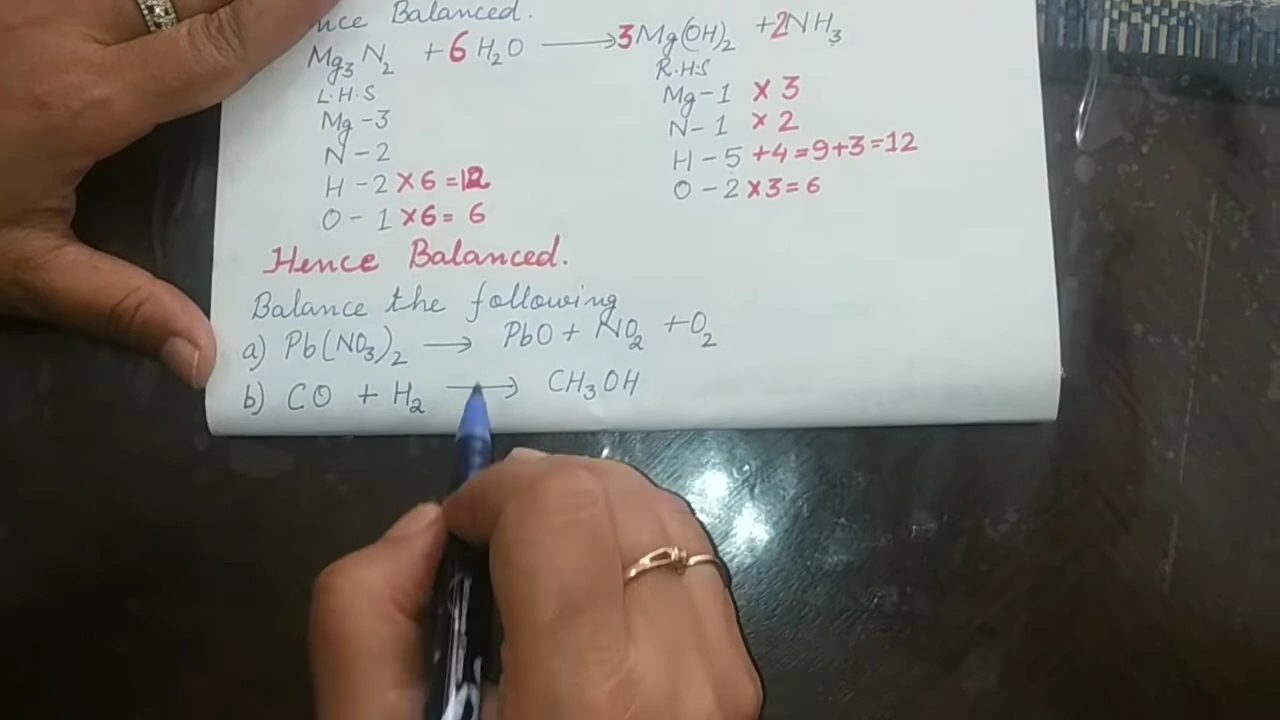 nce Balanced.
Mg₃N₂ + 6H₂O ⟶ 3Mg(OH)₂ + 2NH₃
L.H.S R.H.S
Mg - 3 Mg - 1 × 3
N - 2 N - 1 × 2
H - 2 × 6 = 12 H - 5 + 4 = 9 + 3 = 12
O - 1 × 6 = 6 O - 2 × 3 = 6
Hence Balanced.
Balance the following
a) Pb(NO₃)₂ ⟶ PbO + NO₂ + O₂
b) CO + H₂ ⟶ CH₃OH